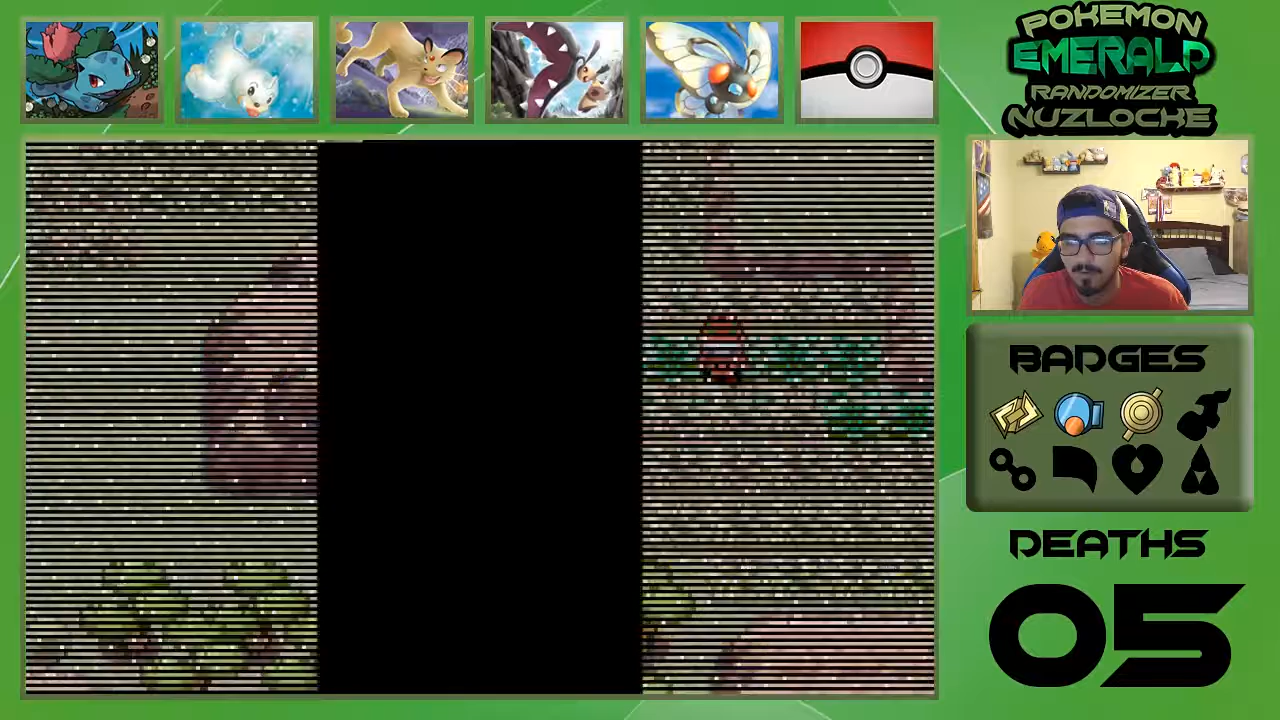 POKEMON
EMERALD
RANDOMIZER
NUZLOCKE
BADGES
DEATHS
05